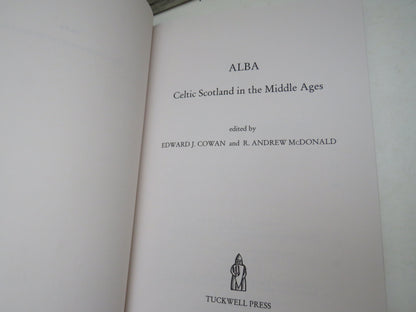 ALBA
Celtic Scotland in the Middle Ages
edited by
EDWARD J. COWAN and R. ANDREW McDONALD
TUCKWELL PRESS